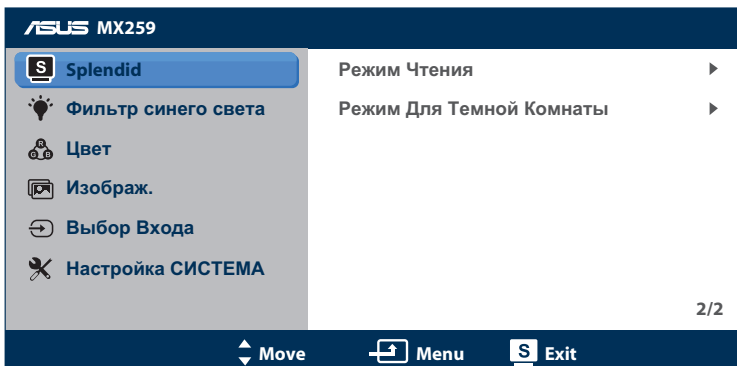 ASUS MX259
S Splendid
Фильтр синего света
R G B Цвет
Изображ.
Выбор Входа
Настройка СИСТЕМА
Режим Чтения
Режим Для Темной Комнаты
2/2
Move Menu S Exit